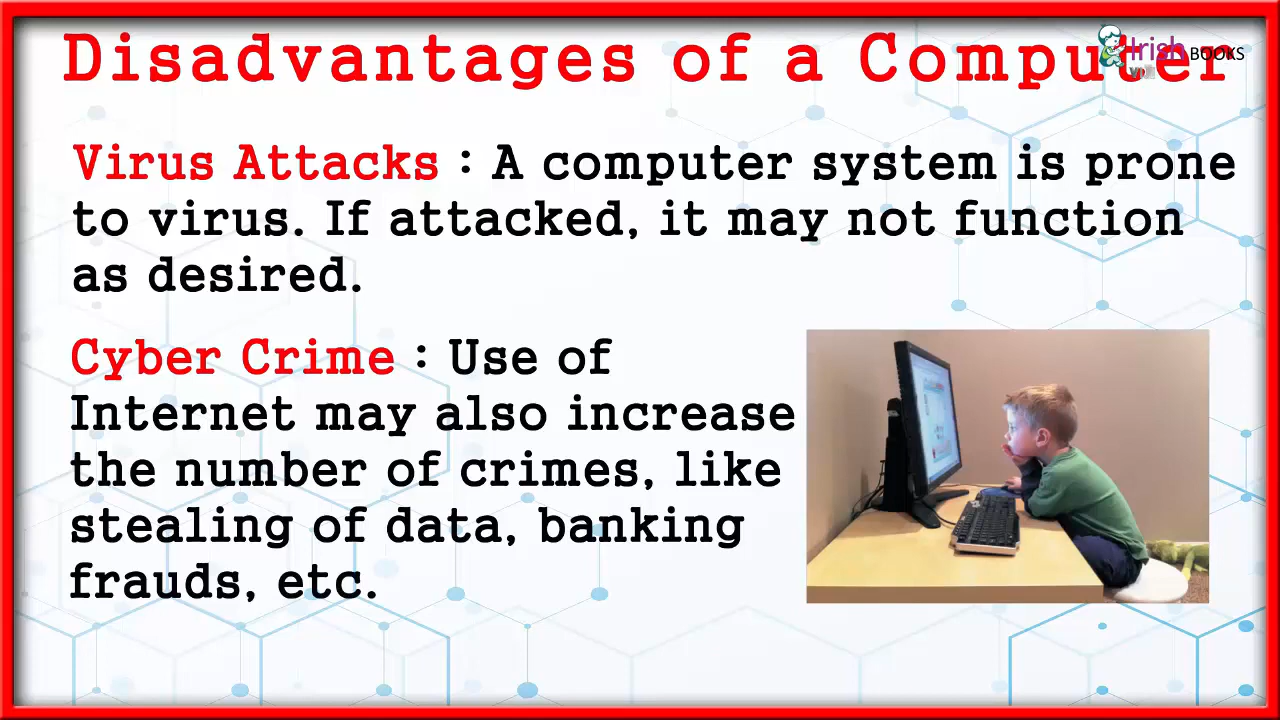 Disadvantages of a Computer
Irish BOOKS
Virus Attacks : A computer system is prone
to virus. If attacked, it may not function
as desired.
Cyber Crime : Use of
Internet may also increase
the number of crimes, like
stealing of data, banking
frauds, etc.